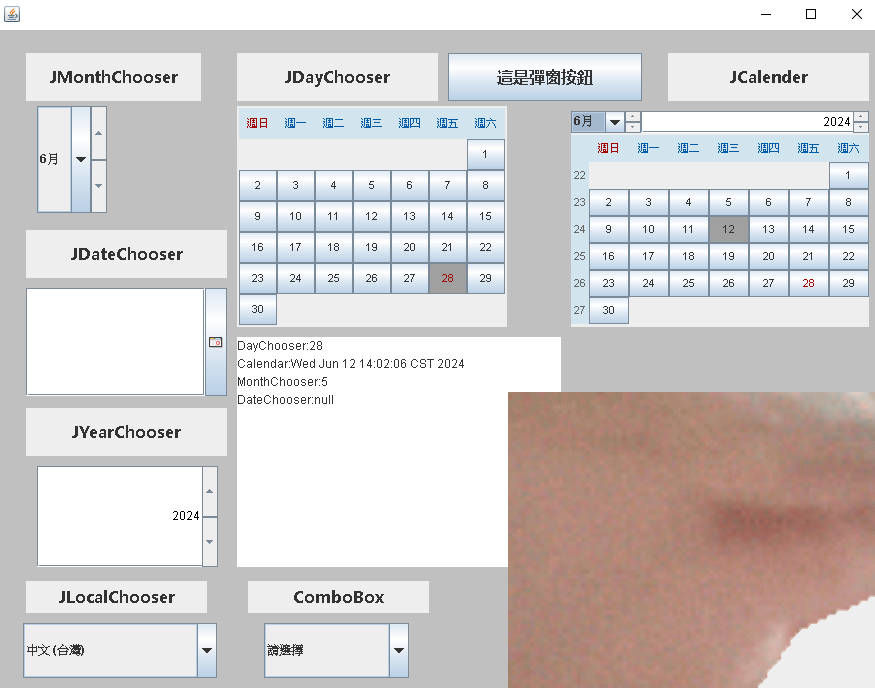 JMonthChooser
JDayChooser
這是彈窗按鈕
JCalender
6月
週日 週一 週二 週三 週四 週五 週六
1
2 3 4 5 6 7 8
9 10 11 12 13 14 15
16 17 18 19 20 21 22
23 24 25 26 27 28 29
30
6月 2024
週日 週一 週二 週三 週四 週五 週六
22 1
23 2 3 4 5 6 7 8
24 9 10 11 12 13 14 15
25 16 17 18 19 20 21 22
26 23 24 25 26 27 28 29
27 30
JDateChooser
DayChooser:28
Calendar:Wed Jun 12 14:02:06 CST 2024
MonthChooser:5
DateChooser:null
JYearChooser
2024
JLocalChooser
ComboBox
中文 (台灣)
請選擇